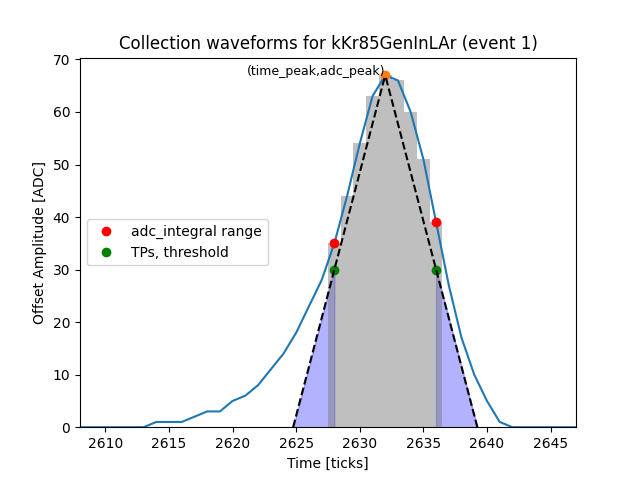 Collection waveforms for kKr85GenInLAr (event 1)
70
(time_peak,adc_peak)
60
50
40
30
20
10
0
Offset Amplitude [ADC]
adc_integral range
TPs, threshold
2610 2615 2620 2625 2630 2635 2640 2645
Time [ticks]